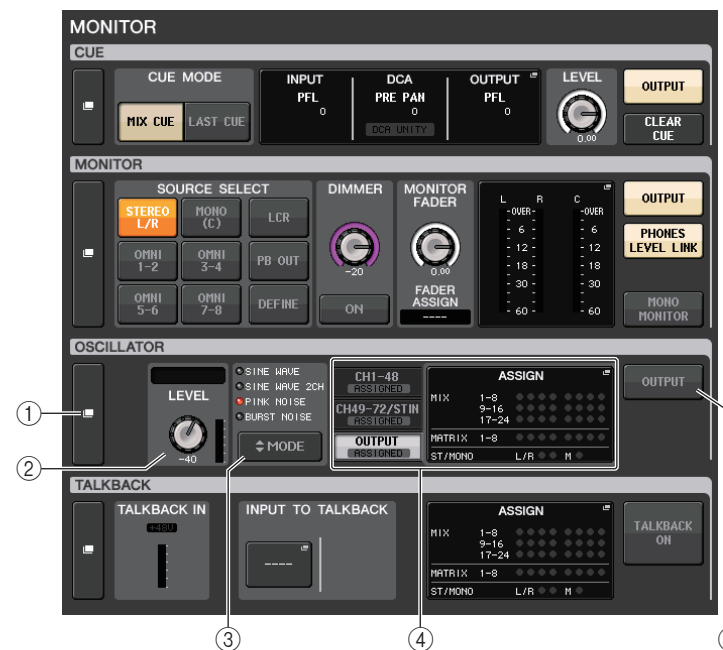 MONITOR
CUE
CUE MODE
MIX CUE
LAST CUE
INPUT
PFL
0
DCA
PRE PAN
0
DCA UNITY
OUTPUT
PFL
0
LEVEL
0.00
OUTPUT
CLEAR
CUE
MONITOR
SOURCE SELECT
STEREO
L/R
MONO
(C)
LCR
OMNI
1-2
OMNI
3-4
PB OUT
OMNI
5-6
OMNI
7-8
DEFINE
DIMMER
-20
ON
MONITOR
FADER
0.00
FADER
ASSIGN
----
L R C
-OVER- -OVER
- 6 - - 6
- 12 - - 12
- 18 - - 18
- 30 - - 30
- 60 - - 60
OUTPUT
PHONES
LEVEL LINK
MONO
MONITOR
OSCILLATOR
LEVEL
-40
SINE WAVE
SINE WAVE 2CH
PINK NOISE
BURST NOISE
MODE
CH1-48
ASSIGNED
CH49-72/STIN
ASSIGNED
OUTPUT
ASSIGNED
ASSIGN
MIX 1-8
9-16
17-24
MATRIX 1-8
ST/MONO L/R M
OUTPUT
①
②
TALKBACK
TALKBACK IN
+48V
INPUT TO TALKBACK
----
ASSIGN
MIX 1-8
9-16
17-24
MATRIX 1-8
ST/MONO L/R M
TALKBACK
ON
③ ④